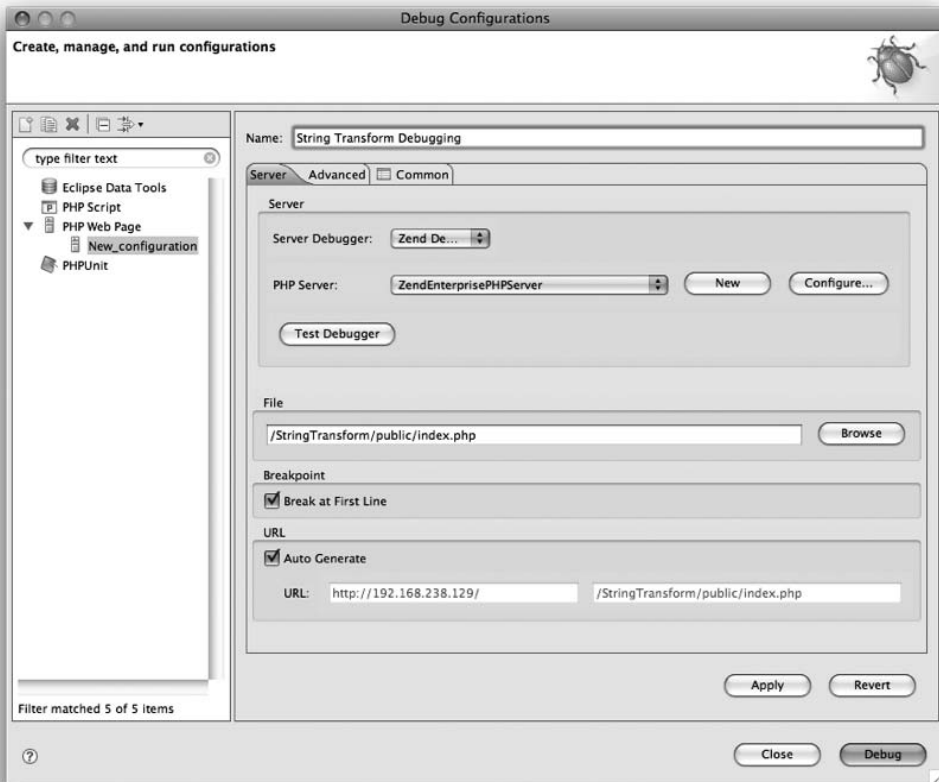 Debug Configurations
Create, manage, and run configurations
type filter text
Eclipse Data Tools
PHP Script
PHP Web Page
New_configuration
PHPUnit
Filter matched 5 of 5 items
Name: String Transform Debugging
Server Advanced Common
Server
Server Debugger: Zend De...
PHP Server: ZendEnterprisePHPServer New Configure...
Test Debugger
File
/StringTransform/public/index.php Browse
Breakpoint
Break at First Line
URL
Auto Generate
URL: http://192.168.238.129/ /StringTransform/public/index.php
Apply Revert
? Close Debug